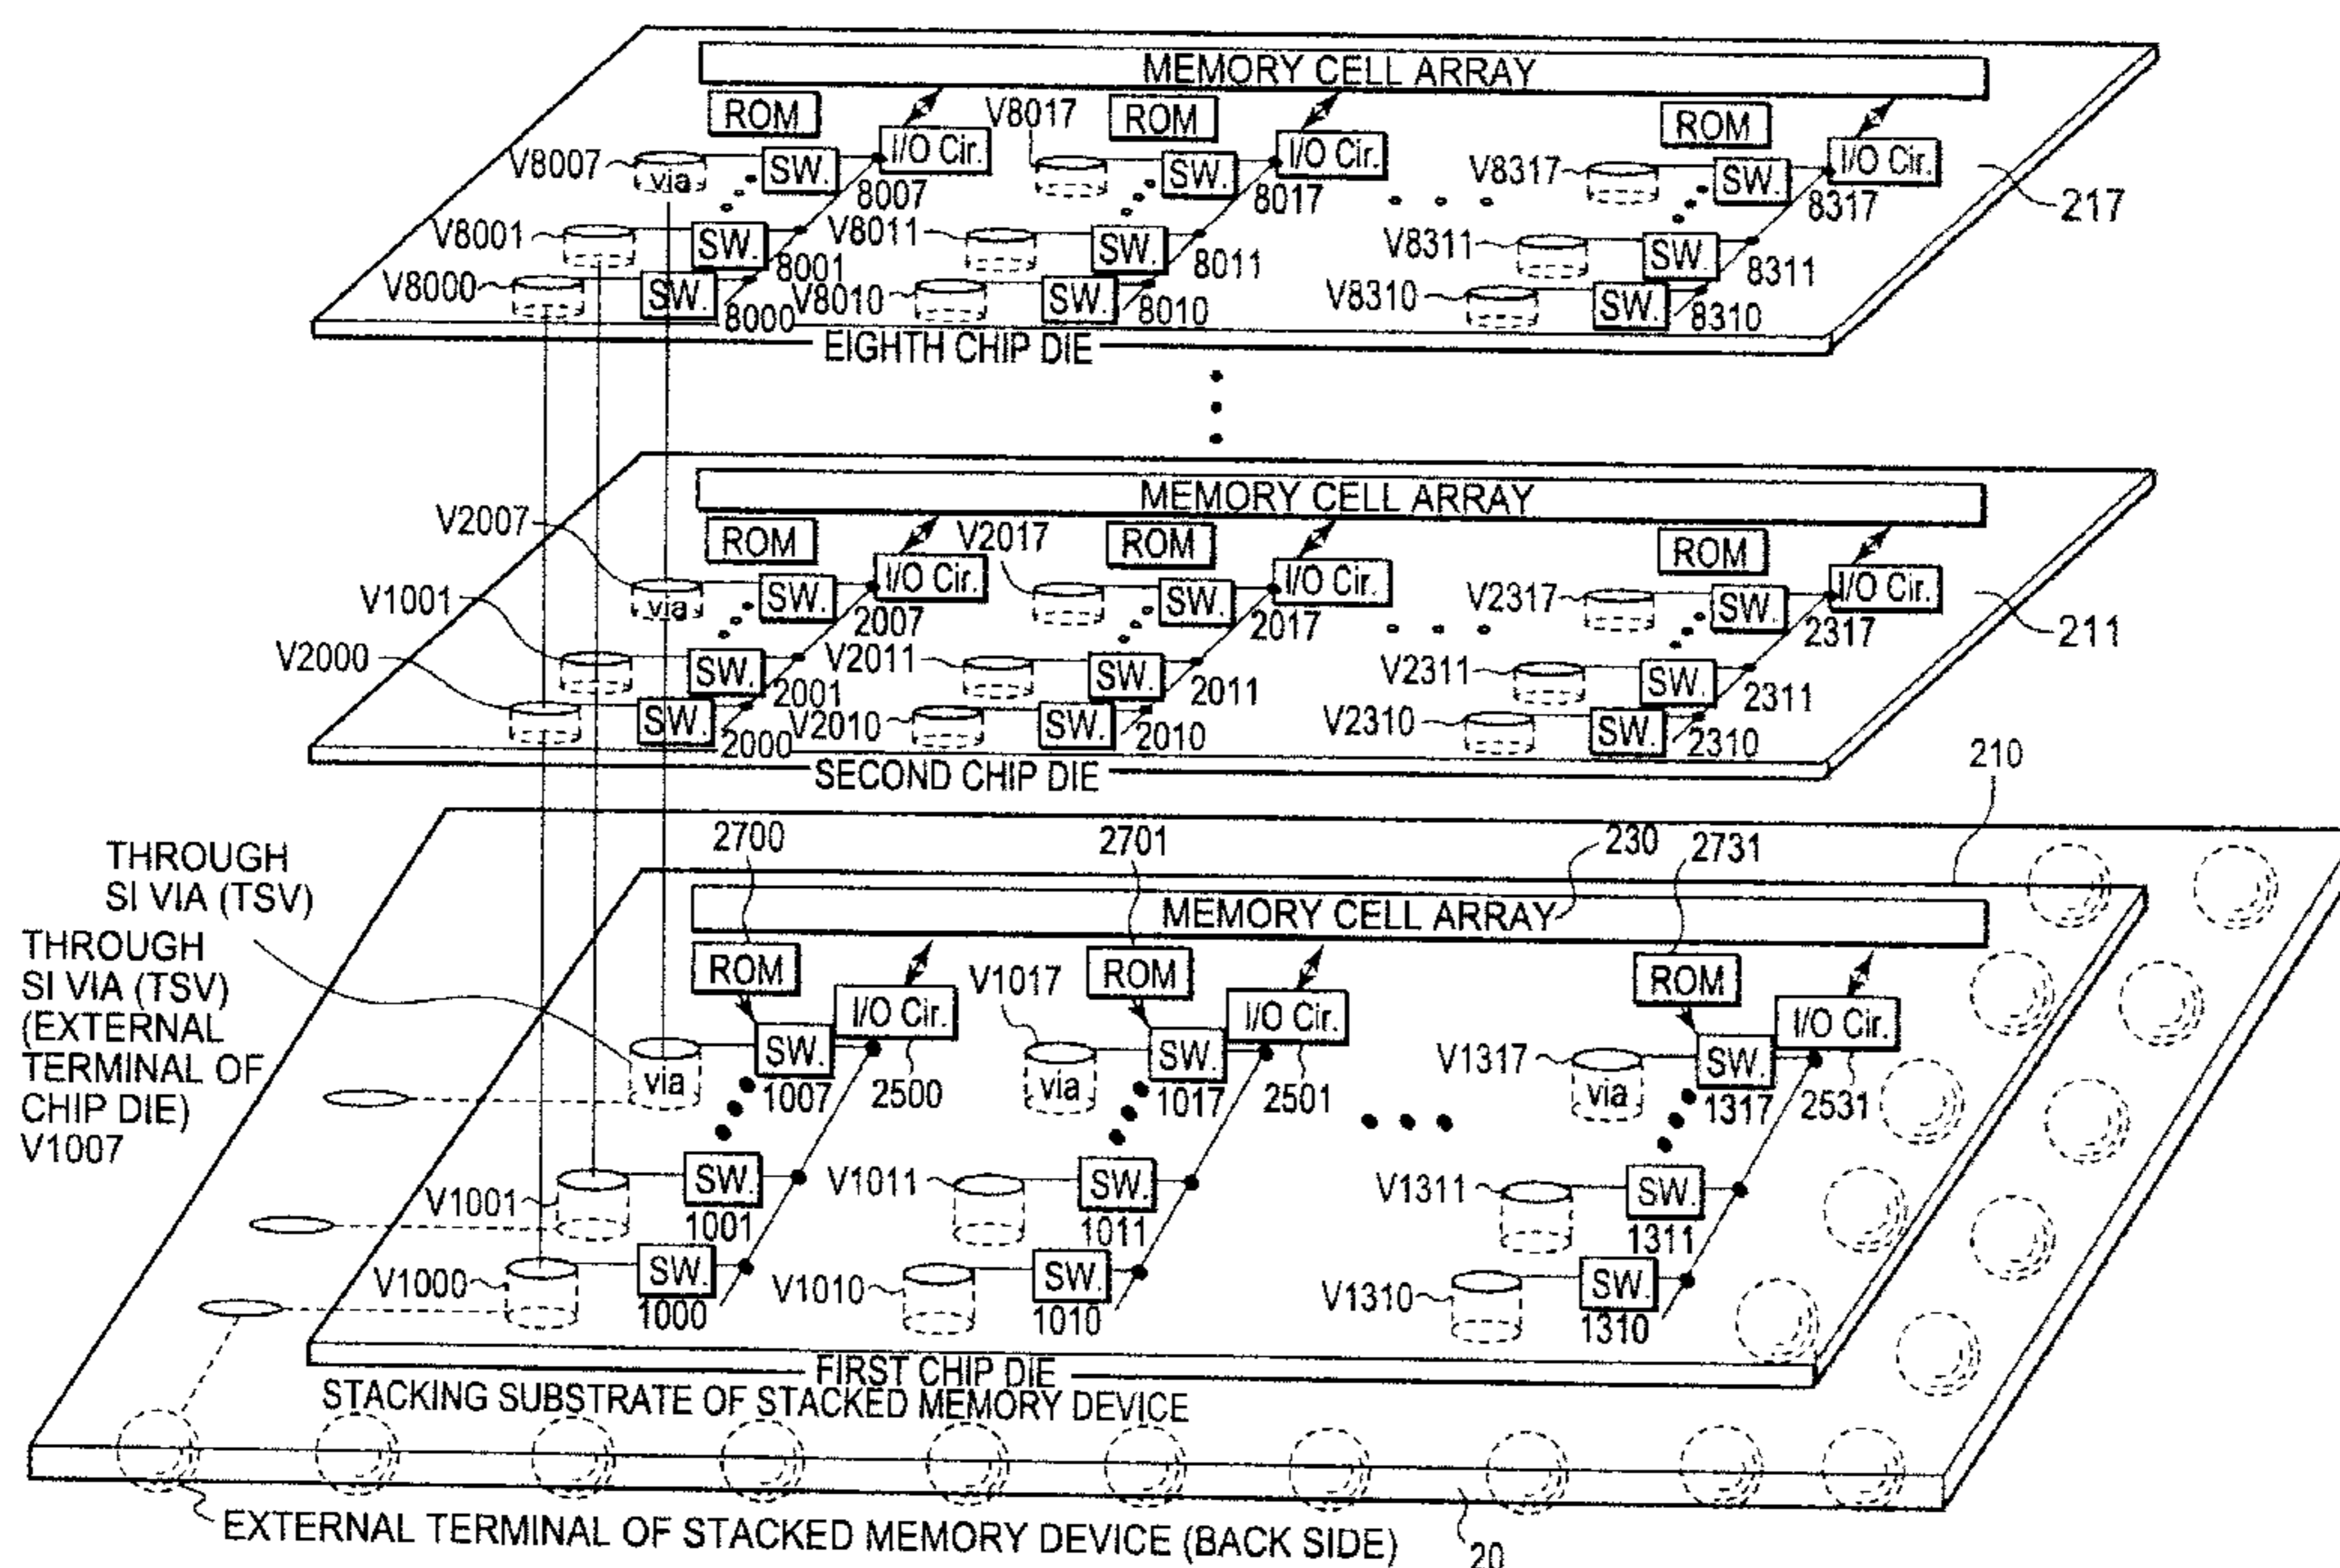 MEMORY CELL ARRAY
ROM
V8017
ROM
ROM
V8007
via
SW.
I/O Cir.
8007
SW.
I/O Cir.
8017
V8317
SW.
I/O Cir.
8317
217
V8001
SW.
8001
V8011
SW.
8011
V8311
SW.
8311
V8000
SW.
8000
V8010
SW.
8010
V8310
SW.
8310
EIGHTH CHIP DIE
MEMORY CELL ARRAY
V2007
ROM
V2017
ROM
ROM
via
SW.
I/O Cir.
2007
SW.
I/O Cir.
2017
V2317
SW.
I/O Cir.
2317
211
V1001
SW.
2001
V2011
SW.
2011
V2311
SW.
2311
V2000
SW.
2000
V2010
SW.
2010
V2310
SW.
2310
SECOND CHIP DIE
210
2700
2701
230
2731
THROUGH
SI VIA (TSV)
MEMORY CELL ARRAY
THROUGH
SI VIA (TSV)
(EXTERNAL
TERMINAL OF
CHIP DIE)
V1007
ROM
V1017
ROM
ROM
via
SW.
1007
I/O Cir.
2500
via
SW.
1017
I/O Cir.
2501
V1317
via
SW.
1317
I/O Cir.
2531
V1001
SW.
1001
V1011
SW.
1011
V1311
SW.
1311
V1000
SW.
1000
V1010
SW.
1010
V1310
SW.
1310
FIRST CHIP DIE
STACKING SUBSTRATE OF STACKED MEMORY DEVICE
EXTERNAL TERMINAL OF STACKED MEMORY DEVICE (BACK SIDE)
20